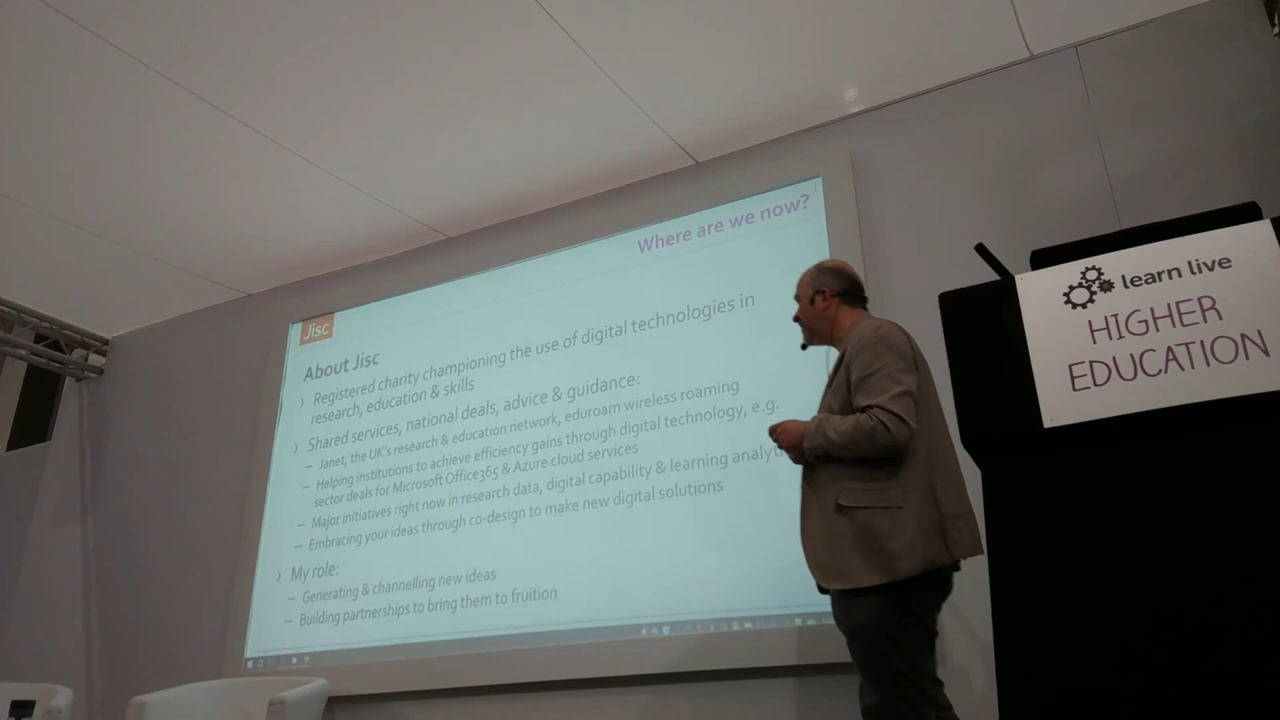 Where are we now?
Jisc
About Jisc
Registered charity championing the use of digital technologies in
research, education & skills
Shared services, national deals, advice & guidance:
– Janet, the UK's research & education network, eduroam wireless roaming
– Helping institutions to achieve efficiency gains through digital technology, e.g.
sector deals for Microsoft Office365 & Azure cloud services
– Major initiatives right now in research data, digital capability & learning
– Embracing your ideas through co-design to make new digital solutions
My role:
– Generating & channelling new ideas
– Building partnerships to bring them to fruition
learn live
HIGHER
EDUCATION